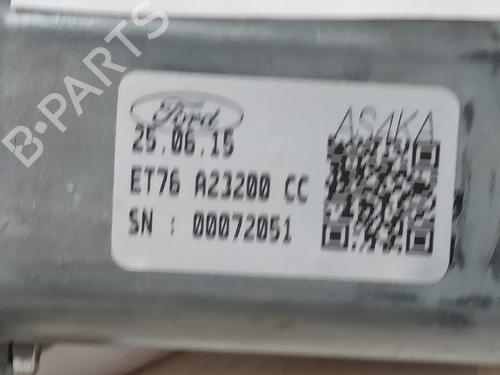 B-PARTS
Ford
ASAKA
25.06.15
ET76 A23200 CC
SN : 00072051